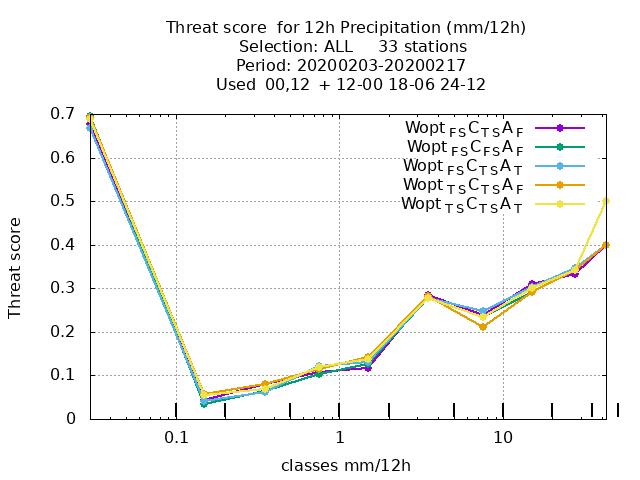 Threat score  for 12h Precipitation (mm/12h)
Selection: ALL     33 stations
Period: 20200203-20200217
Used  00,12  + 12-00 18-06 24-12
0.7
0.6
0.5
0.4
0.3
0.2
0.1
0
Threat score
Wopt FS C TS A F
Wopt FS C FS A F
Wopt FS C TS A T
Wopt TS C TS A F
Wopt TS C TS A T
0.1 1 10
classes mm/12h